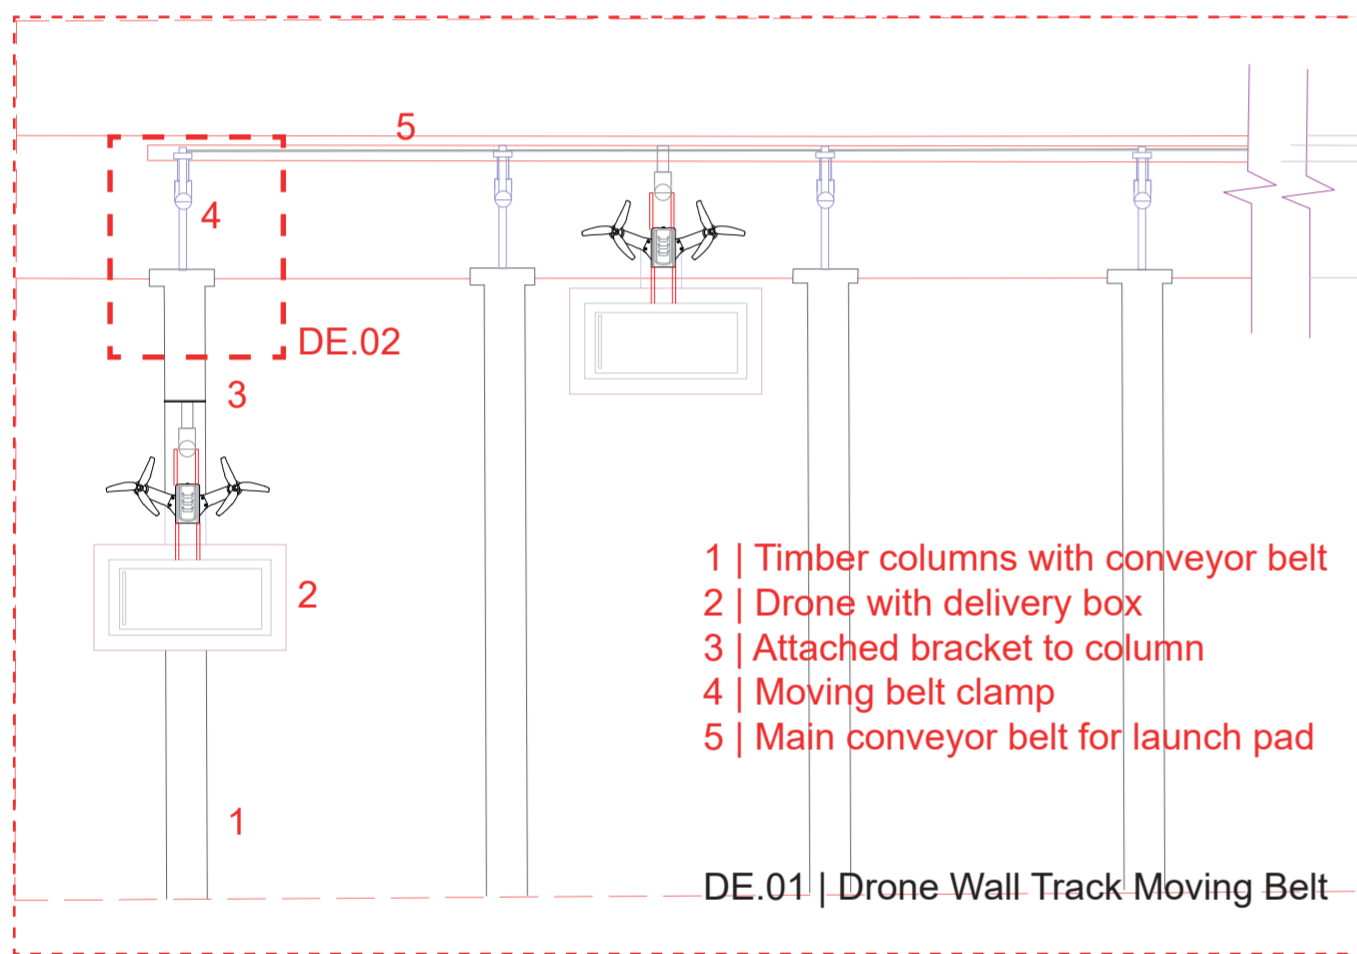 5
4
DE.02
3
2
1 | Timber columns with conveyor belt
2 | Drone with delivery box
3 | Attached bracket to column
4 | Moving belt clamp
5 | Main conveyor belt for launch pad
1
DE.01 | Drone Wall Track Moving Belt